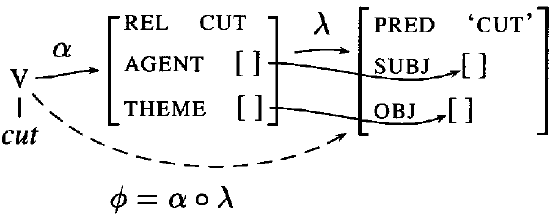 α
λ
REL CUT
AGENT [ ]
THEME [ ]
PRED ‘CUT’
SUBJ [ ]
OBJ [ ]
V
cut
ϕ = α ∘ λ